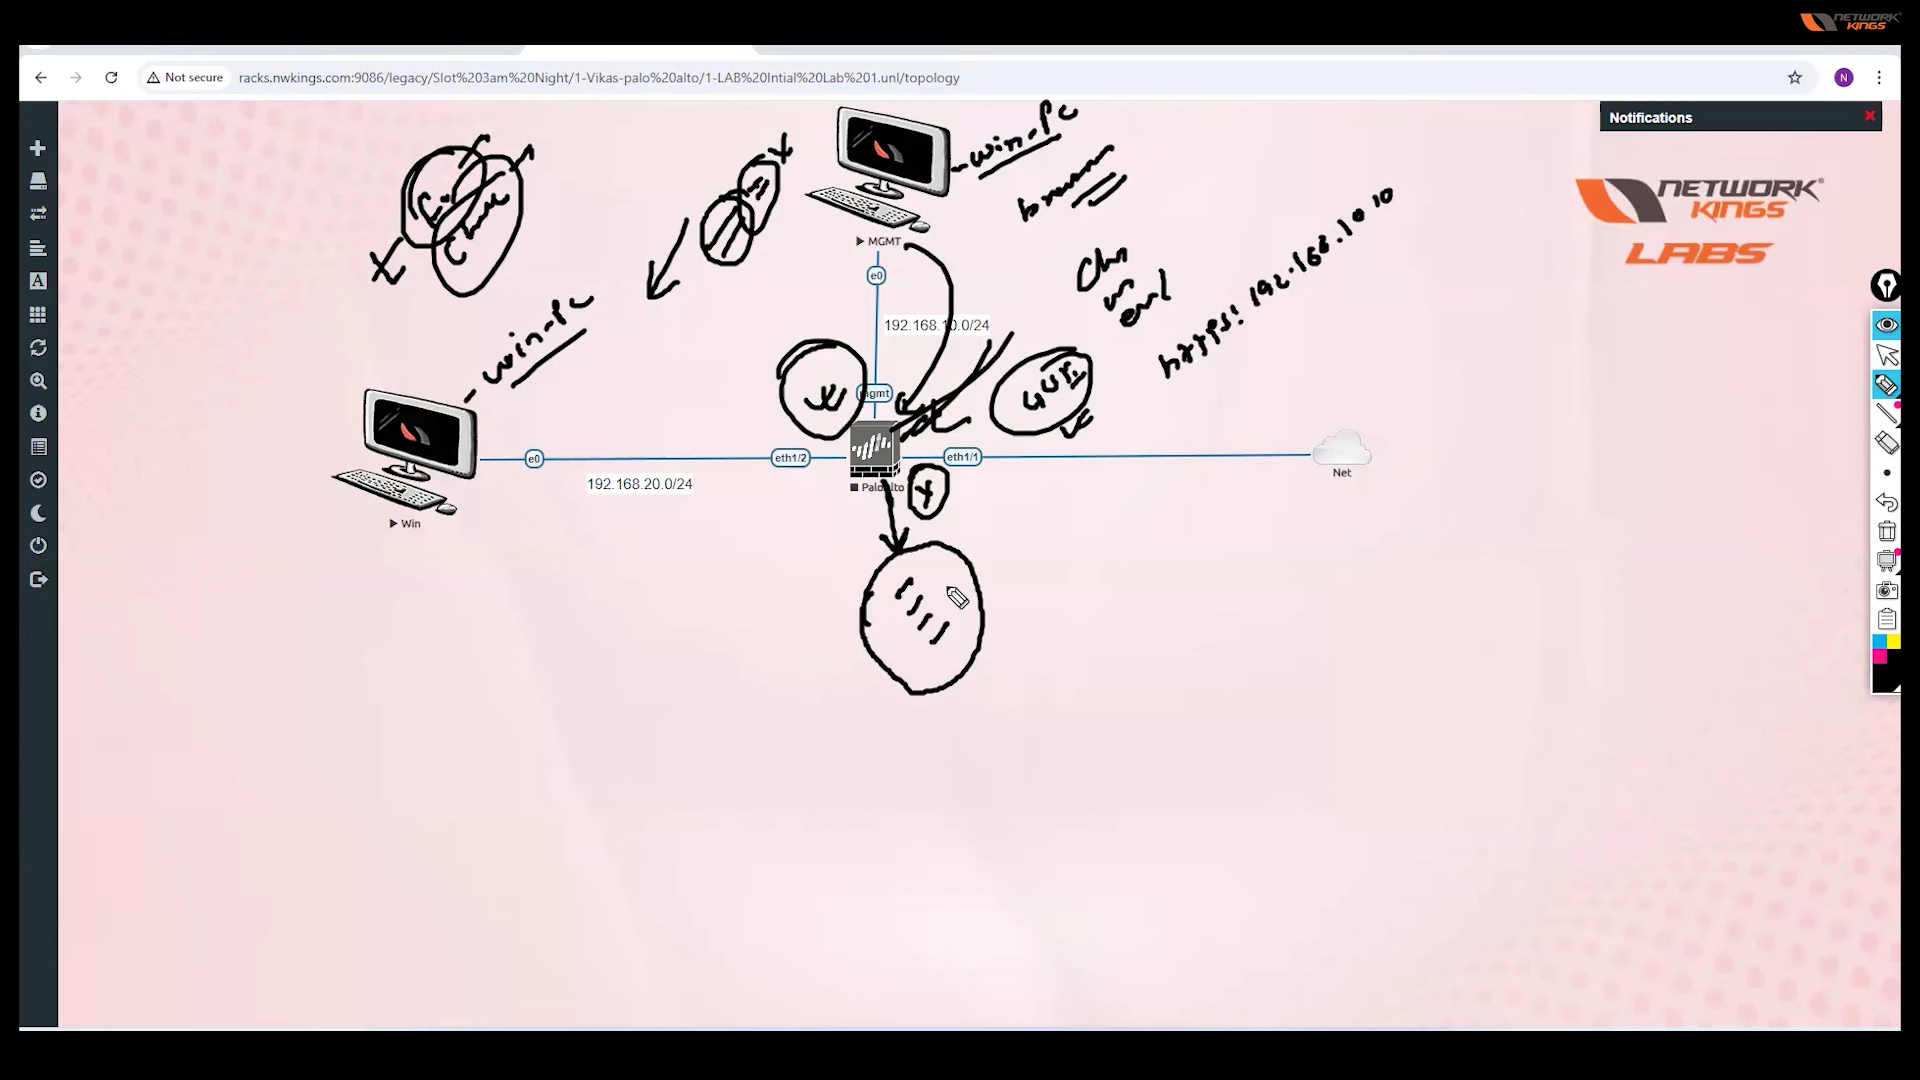 NETWORK
KINGS
Not secure
racks.nwkings.com:9086/legacy/Slot%203am%20Night/1-Vikas-palo%20alto/1-LAB%20Intial%20Lab%201.unl/topology
N
Notifications
NETWORK
KINGS
LABS
win-PC
MGMT
e0
192.168.10.0/24
https: 192.168.10 10
win-PC
mgmt
GUI
e0
eth1/2
eth1/1
192.168.20.0/24
Net
Win